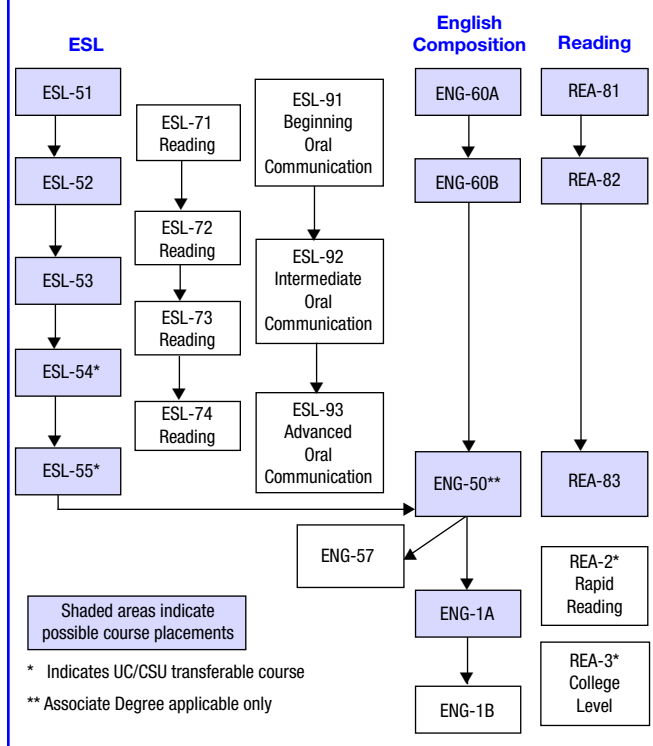 ESL
English
Composition
Reading
ESL-51
ESL-52
ESL-53
ESL-54*
ESL-55*
ESL-71
Reading
ESL-72
Reading
ESL-73
Reading
ESL-74
Reading
ESL-91
Beginning
Oral
Communication
ESL-92
Intermediate
Oral
Communication
ESL-93
Advanced
Oral
Communication
ENG-60A
ENG-60B
ENG-50**
ENG-57
ENG-1A
ENG-1B
REA-81
REA-82
REA-83
REA-2*
Rapid
Reading
REA-3*
College
Level
Shaded areas indicate
possible course placements
* Indicates UC/CSU transferable course
** Associate Degree applicable only